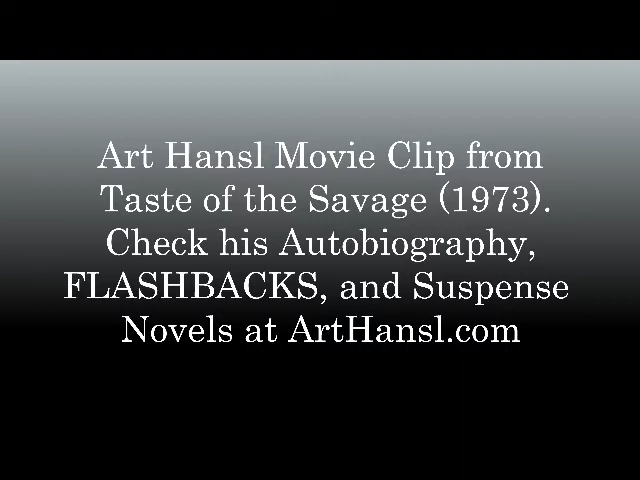 Art Hansl Movie Clip from
Taste of the Savage (1973).
Check his Autobiography,
FLASHBACKS, and Suspense
Novels at ArtHansl.com